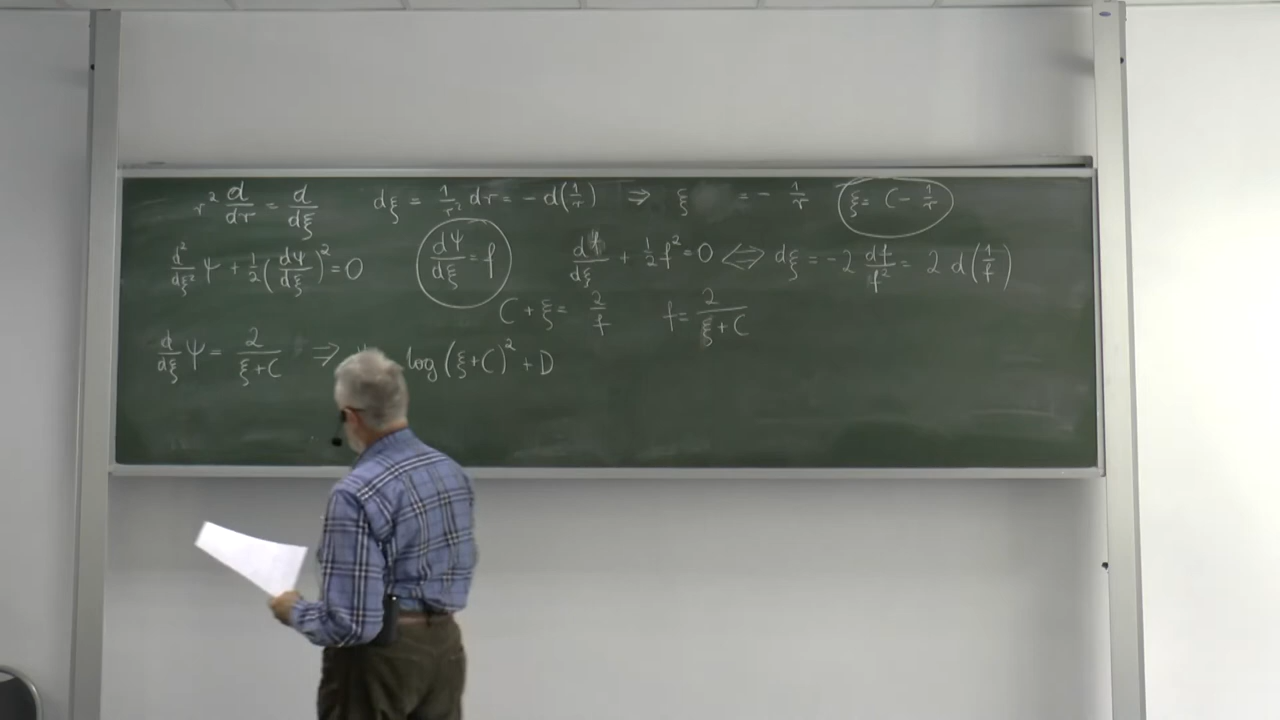 r² d/dr = d/dξ   dξ = 1/r² dr = - d(1/r) ⇒ ξ = - 1/r   ξ = C - 1/r
d²/dξ² Ψ + 1/2 (dΨ/dξ)² = 0   dΨ/dξ = f   df/dξ + 1/2 f² = 0 ⇔ dξ = -2 df/f² = 2 d(1/f)
C + ξ = 2/f   f = 2/(ξ+C)
d/dξ Ψ = 2/(ξ+C) ⇒ log (ξ+C)² + D